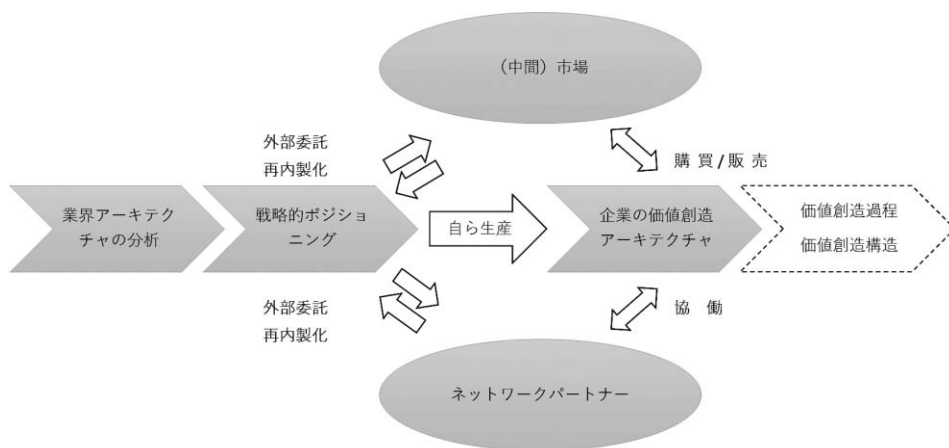 （中間）市場
外部委託
再内製化
購買/販売
業界アーキテク
チャの分析
戦略的ポジショ
ニング
自ら生産
企業の価値創造
アーキテクチャ
価値創造過程
価値創造構造
外部委託
再内製化
協働
ネットワークパートナー